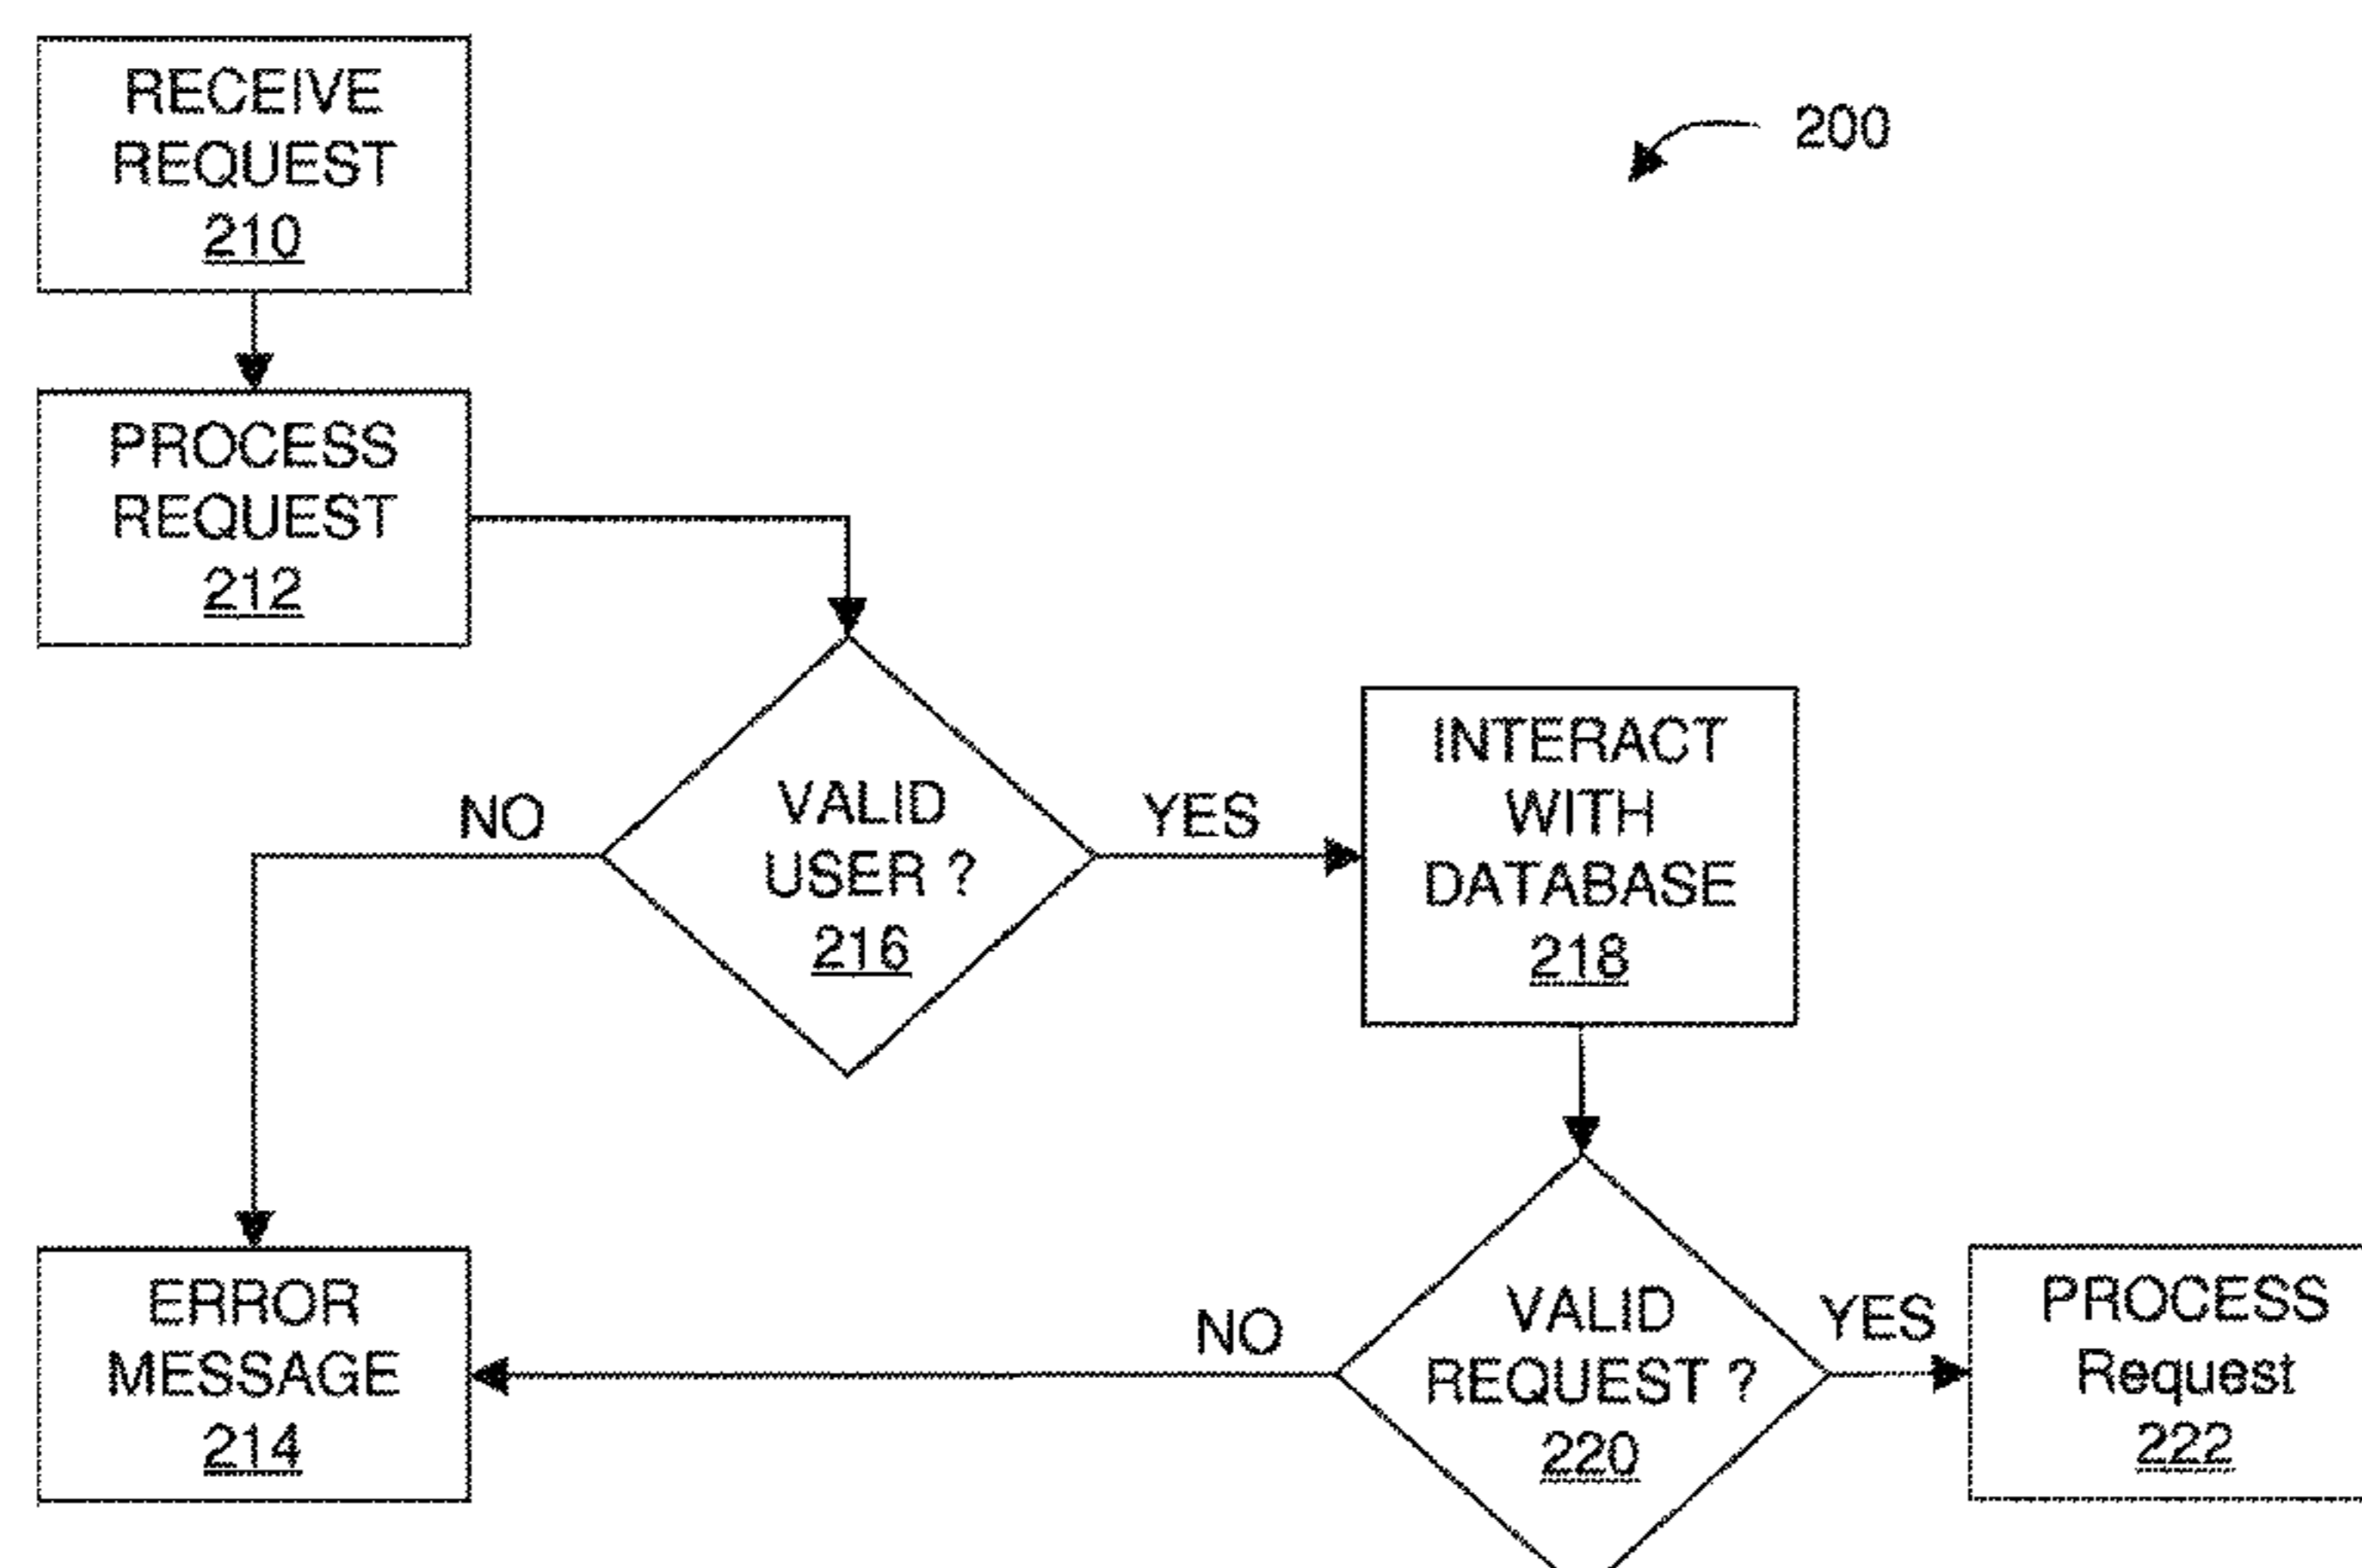 RECEIVE
REQUEST
210
200
PROCESS
REQUEST
212
NO
VALID
USER ?
216
YES
INTERACT
WITH
DATABASE
218
ERROR
MESSAGE
214
NO
VALID
REQUEST ?
220
YES
PROCESS
Request
222